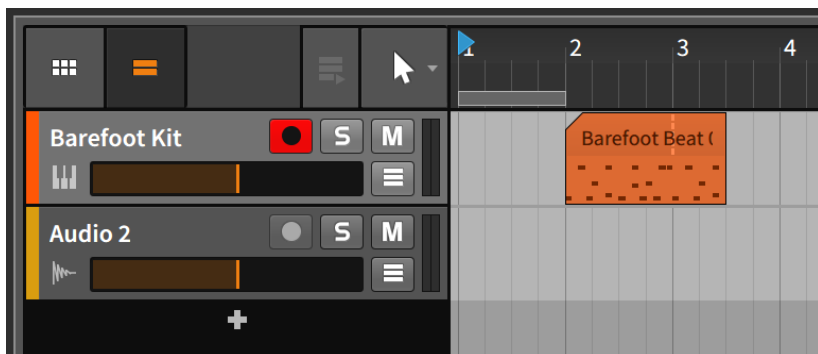 1 2 3 4
Barefoot Kit S M
Barefoot Beat (
Audio 2 S M